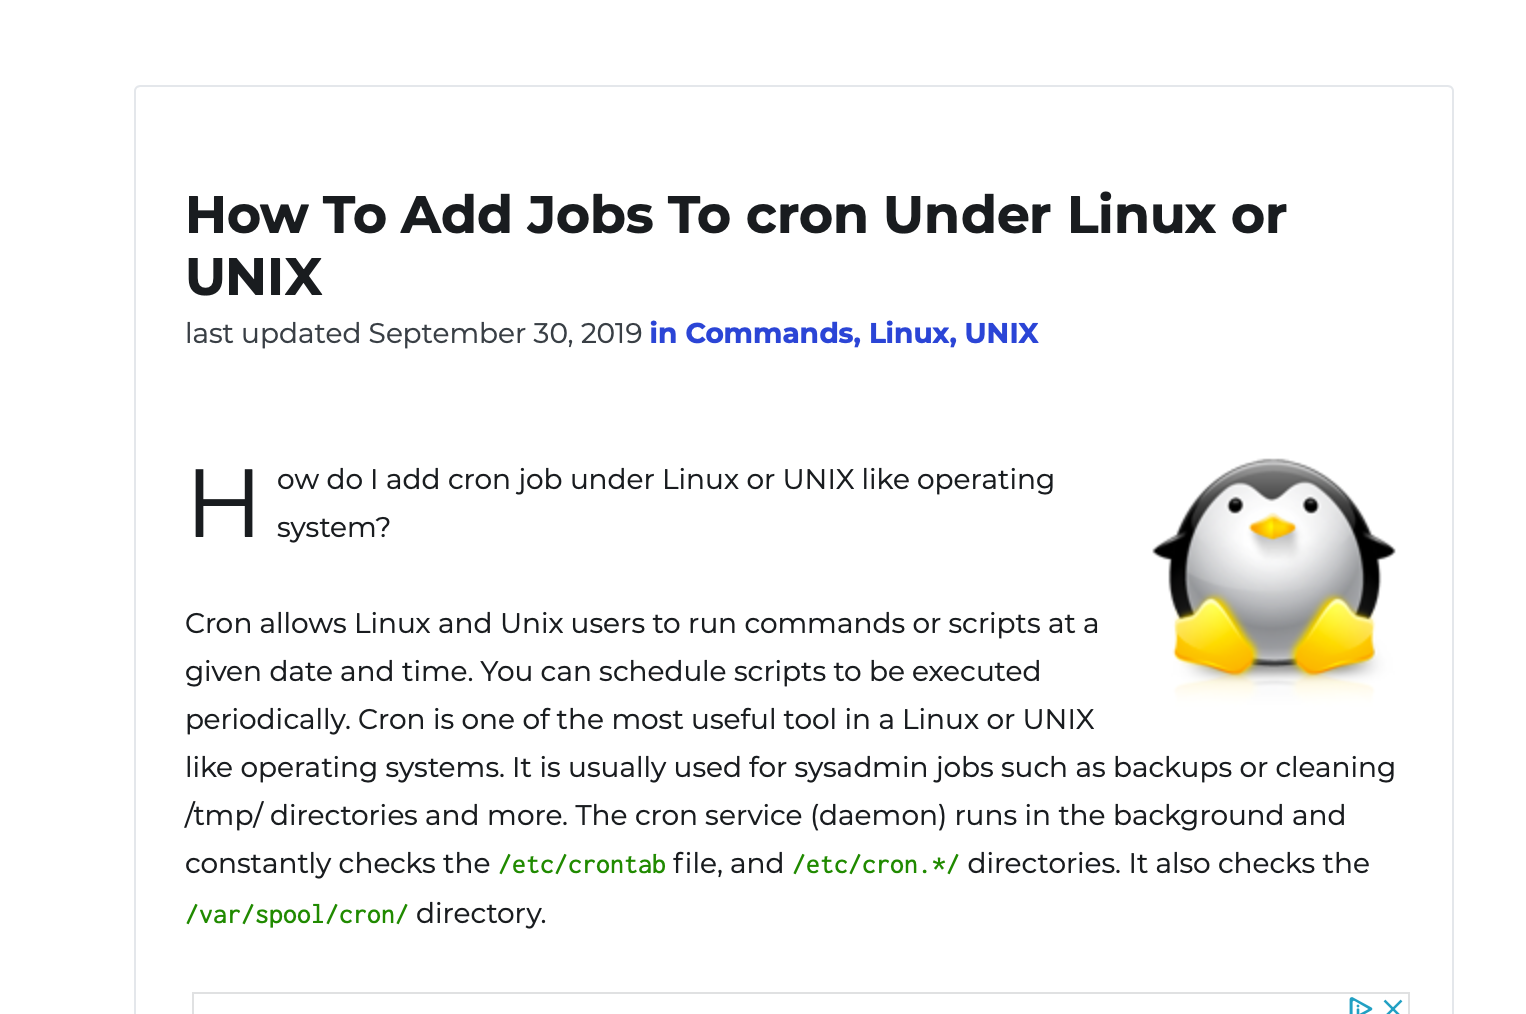 How To Add Jobs To cron Under Linux or
UNIX
last updated September 30, 2019 in Commands, Linux, UNIX
How do I add cron job under Linux or UNIX like operating
system?
Cron allows Linux and Unix users to run commands or scripts at a
given date and time. You can schedule scripts to be executed
periodically. Cron is one of the most useful tool in a Linux or UNIX
like operating systems. It is usually used for sysadmin jobs such as backups or cleaning
/tmp/ directories and more. The cron service (daemon) runs in the background and
constantly checks the /etc/crontab file, and /etc/cron.*/ directories. It also checks the
/var/spool/cron/ directory.